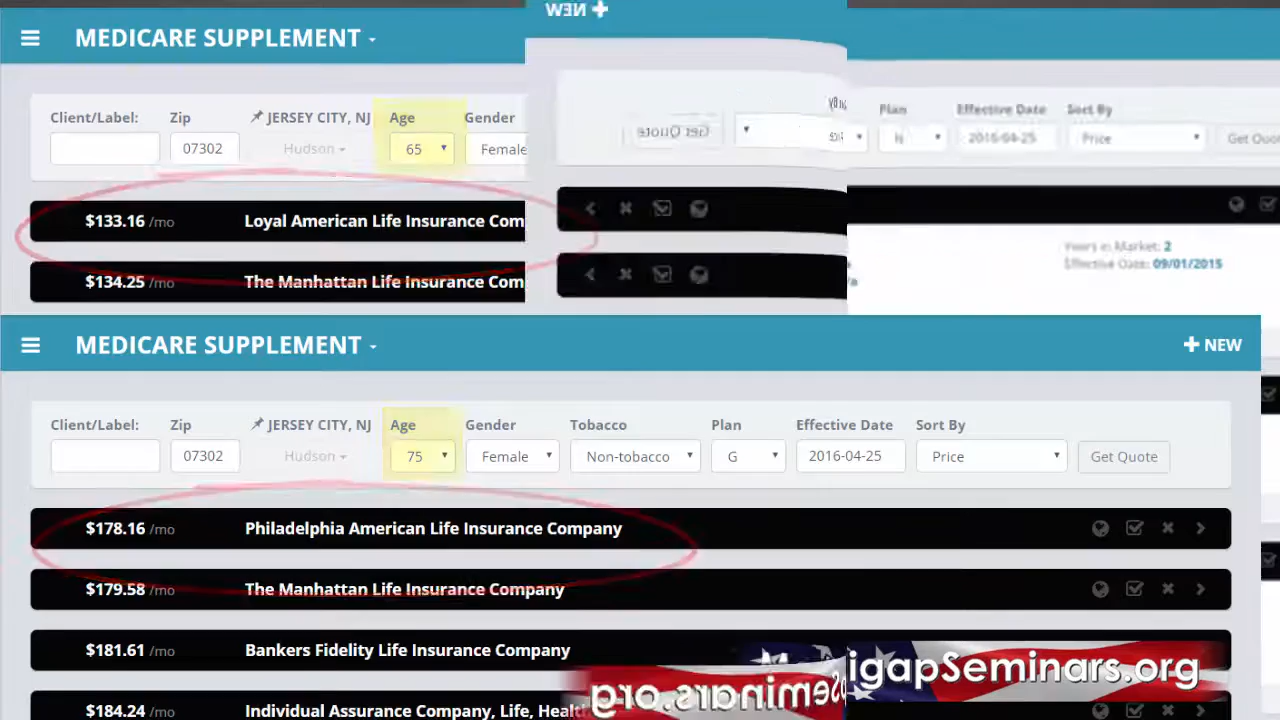 NEW
MEDICARE SUPPLEMENT
Client/Label: Zip JERSEY CITY, NJ Age Gender
07302 Hudson 65 Female
Get Quote
Plan Effective Date Sort By
N 2016-04-25 Price Get Quo
$133.16 /mo Loyal American Life Insurance Com
Years in Market: 2
Effective Date: 09/01/2015
$134.25 /mo The Manhattan Life Insurance Com
MEDICARE SUPPLEMENT
NEW
Client/Label: Zip JERSEY CITY, NJ Age Gender Tobacco Plan Effective Date Sort By
07302 Hudson 75 Female Non-tobacco G 2016-04-25 Price Get Quote
$178.16 /mo Philadelphia American Life Insurance Company
$179.58 /mo The Manhattan Life Insurance Company
$181.61 /mo Bankers Fidelity Life Insurance Company
igapSeminars.org
$184.24 /mo Individual Assurance Company, Life, Healt
pSeminars.org